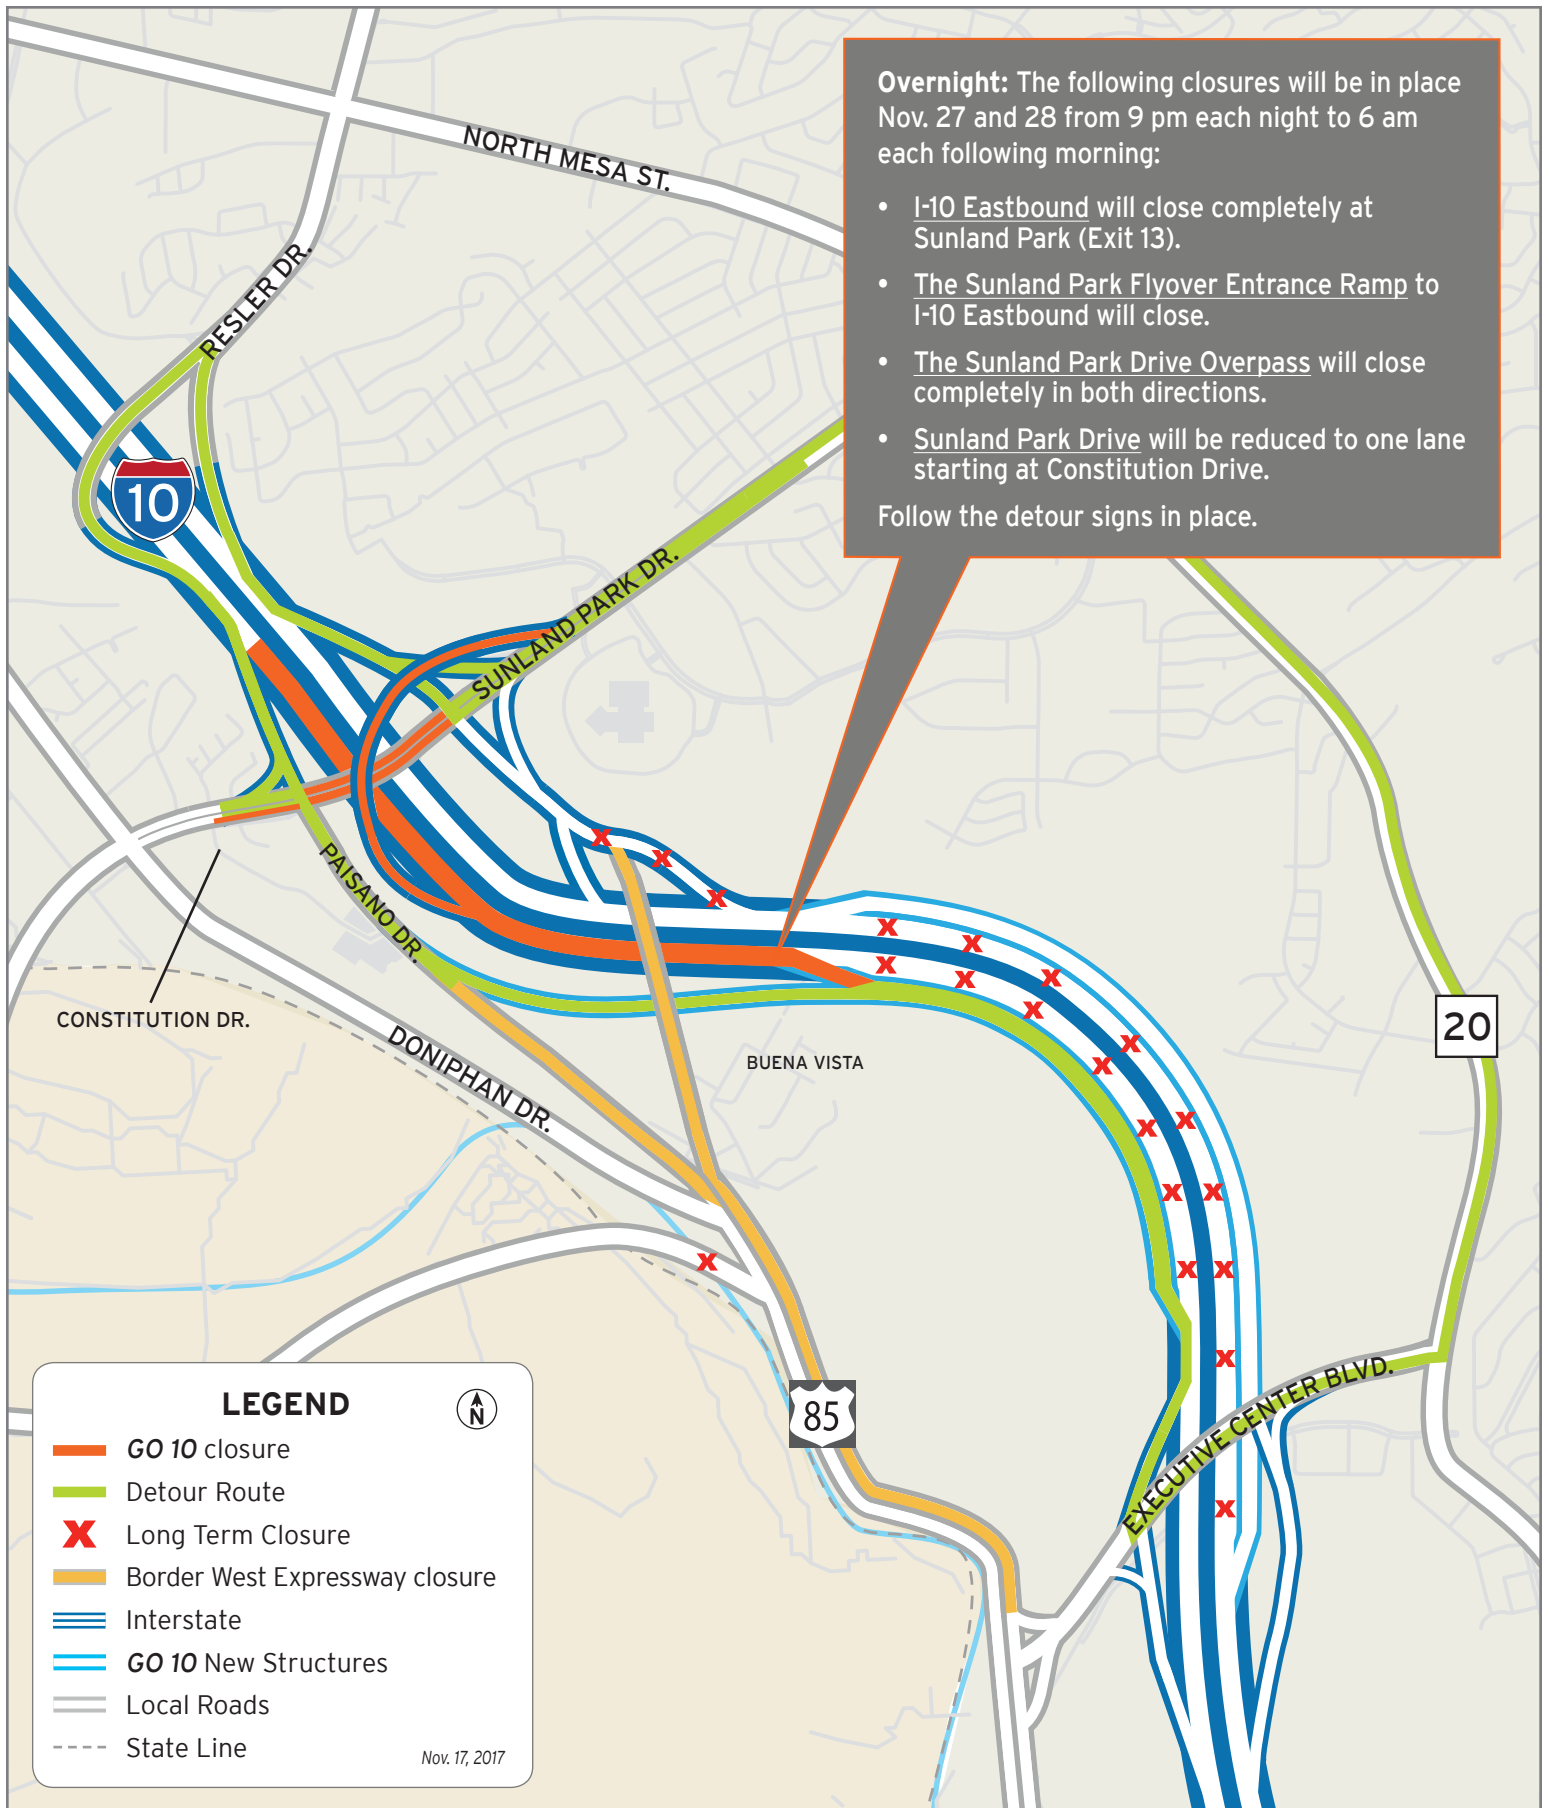 Overnight: The following closures will be in place
Nov. 27 and 28 from 9 pm each night to 6 am
each following morning:
• I-10 Eastbound will close completely at
Sunland Park (Exit 13).
• The Sunland Park Flyover Entrance Ramp to
I-10 Eastbound will close.
• The Sunland Park Drive Overpass will close
completely in both directions.
• Sunland Park Drive will be reduced to one lane
starting at Constitution Drive.
Follow the detour signs in place.
NORTH MESA ST.
RESLER DR.
10
SUNLAND PARK DR.
PAISANO DR.
CONSTITUTION DR.
DONIPHAN DR.
BUENA VISTA
20
85
EXECUTIVE CENTER BLVD.
LEGEND
N
GO 10 closure
Detour Route
X Long Term Closure
Border West Expressway closure
Interstate
GO 10 New Structures
Local Roads
State Line
Nov. 17, 2017